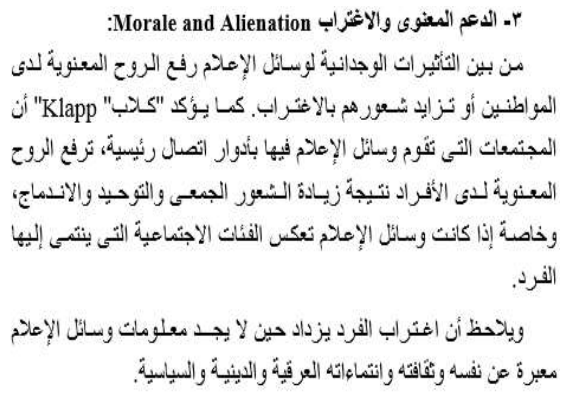 ٣- الدعم المعنوى والاغتراب Morale and Alienation:
من بين التأثيرات الوجدانية لوسائل الإعلام رفع الروح المعنوية لدى
المواطنين أو تزايد شعورهم بالاغتراب. كما يؤكد "كلاب" Klapp" أن
المجتمعات التى تقوم وسائل الإعلام فيها بأدوار اتصال رئيسية، ترفع الروح
المعنوية لدى الأفراد نتيجة زيادة الشعور الجمعى والتوحيد والاندماج،
وخاصة إذا كانت وسائل الإعلام تعكس الفئات الاجتماعية التى ينتمى إليها
الفرد.
ويلاحظ أن اغتراب الفرد يزداد حين لا يجد معلومات وسائل الإعلام
معبرة عن نفسه وثقافته وانتماءاته العرقية والدينية والسياسية.